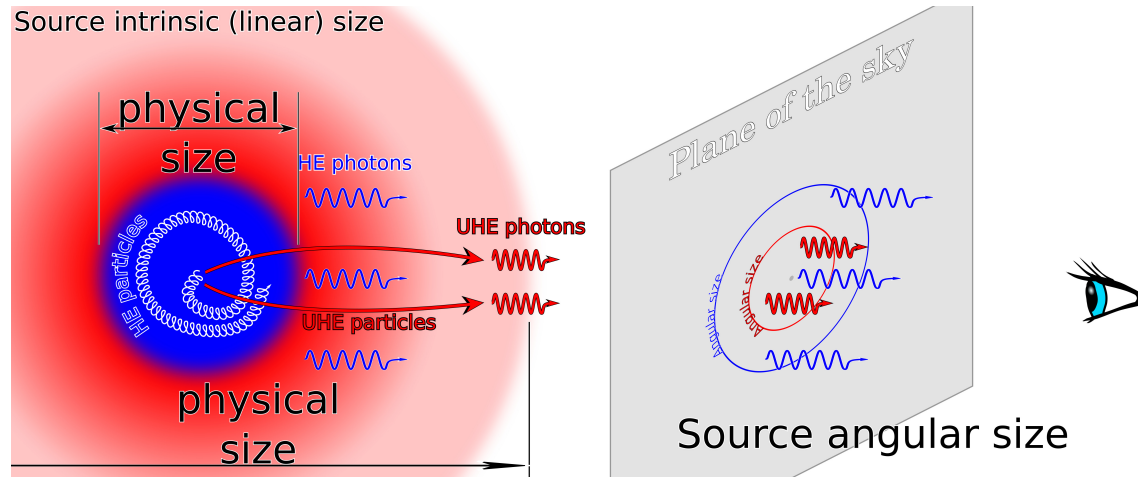 Source intrinsic (linear) size
physical
size
HE photons
HE particles
UHE photons
UHE particles
physical
size
Plane of the sky
Angular size
Angular size
Source angular size